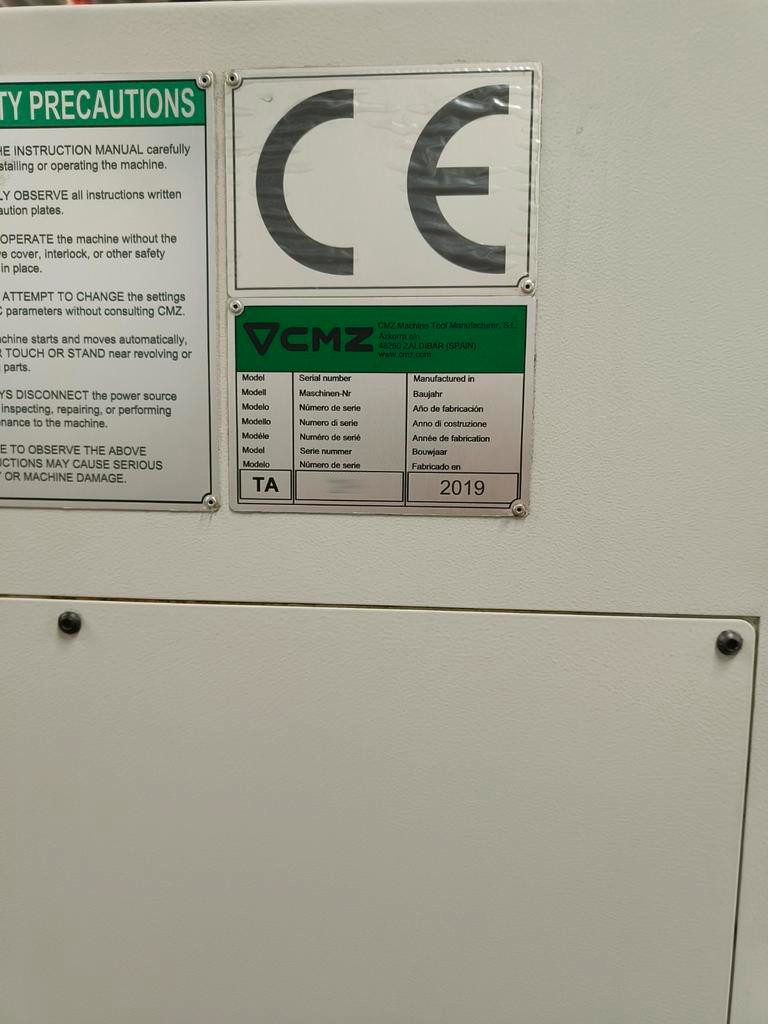 TY PRECAUTIONS
HE INSTRUCTION MANUAL carefully
stalling or operating the machine.
LY OBSERVE all instructions written
aution plates.
OPERATE the machine without the
ve cover, interlock, or other safety
in place.
ATTEMPT TO CHANGE the settings
C parameters without consulting CMZ.
achine starts and moves automatically,
R TOUCH OR STAND near revolving or
parts.
YS DISCONNECT the power source
inspecting, repairing, or performing
nance to the machine.
E TO OBSERVE THE ABOVE
UCTIONS MAY CAUSE SERIOUS
Y OR MACHINE DAMAGE.
CE
CMZ
CMZ Machine Tool Manufacturer, S.L.
Azkorra s/n.
48250 ZALDIBAR (SPAIN)
www.cmz.com
Model Serial number Manufactured in
Modell Maschinen-Nr Baujahr
Modelo Número de serie Año de fabricación
Modello Numero di serie Anno di costruzione
Modéle Numéro de serié Année de fabrication
Model Serie nummer Bouwjaar
Modelo Número de serie Fabricado en
TA 2019